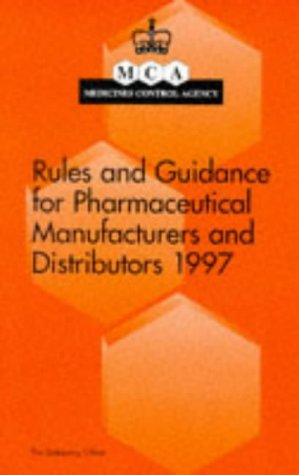 MCA
MEDICINES CONTROL AGENCY
Rules and Guidance
for Pharmaceutical
Manufacturers and
Distributors 1997